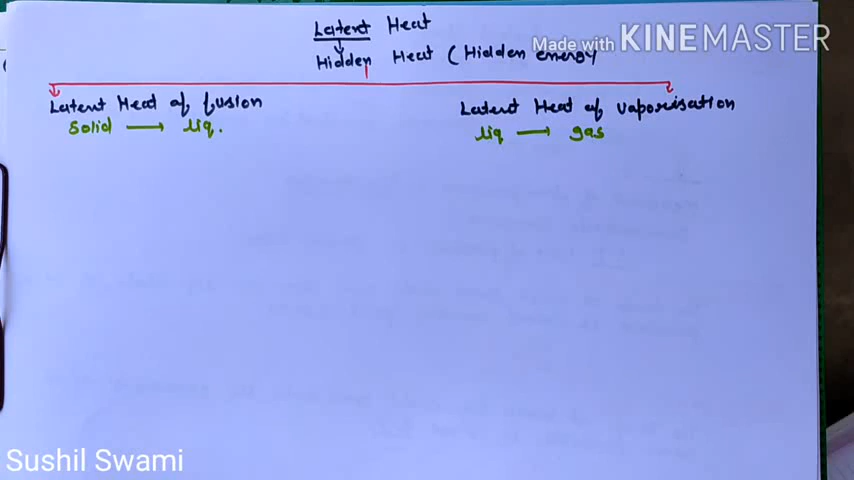 Latent Heat
Made with KINEMASTER
Hidden Heat (Hidden energy
Latent Heat of fusion
Latent Heat of vaporisation
Solid → liq.
liq → gas
Sushil Swami